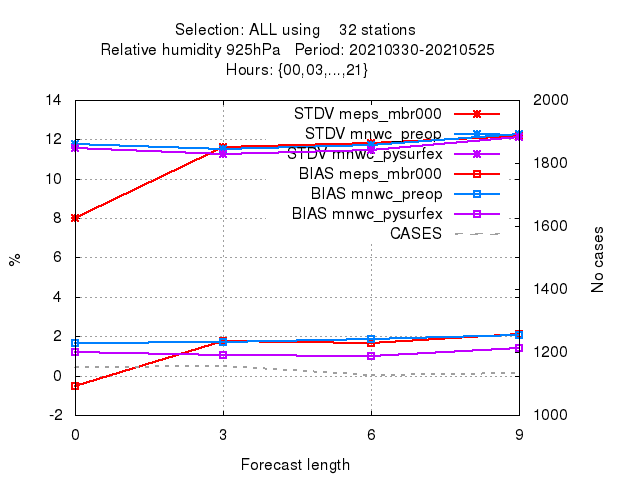 Selection: ALL using    32 stations
Relative humidity 925hPa   Period: 20210330-20210525
Hours: {00,03,...,21}
14
12
10
8
6
4
2
0
-2
%
2000
1800
1600
1400
1200
1000
No cases
STDV meps_mbr000
STDV mnwc_preop
STDV mnwc_pysurfex
BIAS meps_mbr000
BIAS mnwc_preop
BIAS mnwc_pysurfex
CASES
0 3 6 9
Forecast length